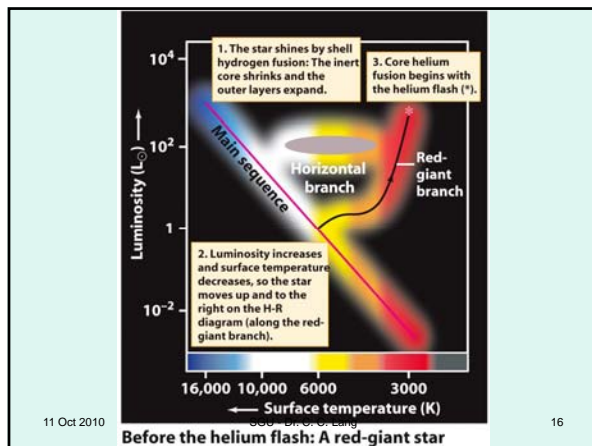 10⁴
10²
1
10⁻²
Luminosity (L☉) →
1. The star shines by shell
hydrogen fusion: The inert
core shrinks and the
outer layers expand.
3. Core helium
fusion begins with
the helium flash (*).
*
Main sequence
Horizontal
branch
Red-
giant
branch
2. Luminosity increases
and surface temperature
decreases, so the star
moves up and to the
right on the H-R
diagram (along the red-
giant branch).
16,000 10,000 6000 3000
← Surface temperature (K)
11 Oct 2010
Lang
16
Before the helium flash: A red-giant star